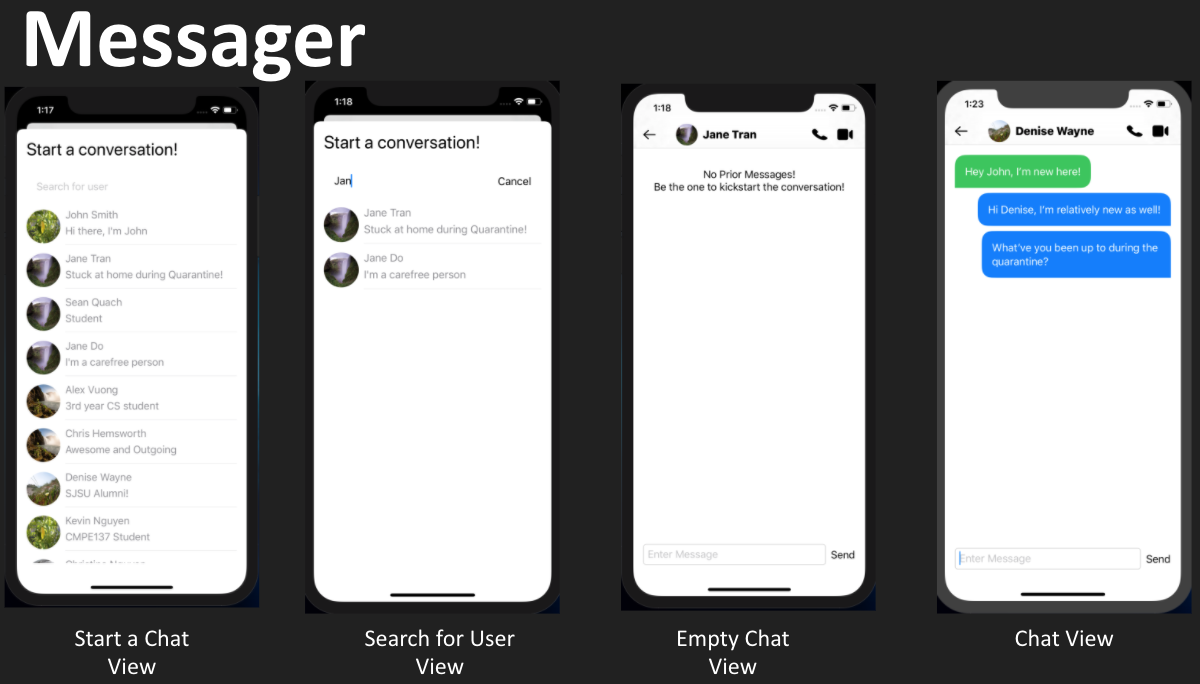 Messager
1:17
Start a conversation!
Search for user
John Smith
Hi there, I'm John
Jane Tran
Stuck at home during Quarantine!
Sean Quach
Student
Jane Do
I'm a carefree person
Alex Vuong
3rd year CS student
Chris Hemsworth
Awesome and Outgoing
Denise Wayne
SJSU Alumni!
Kevin Nguyen
CMPE137 Student
Start a Chat
View
1:18
Start a conversation!
Jan
Cancel
Jane Tran
Stuck at home during Quarantine!
Jane Do
I'm a carefree person
Search for User
View
1:18
Jane Tran
No Prior Messages!
Be the one to kickstart the conversation!
Enter Message
Send
Empty Chat
View
1:23
Denise Wayne
Hey John, I'm new here!
Hi Denise, I'm relatively new as well!
What've you been up to during the
quarantine?
Enter Message
Send
Chat View